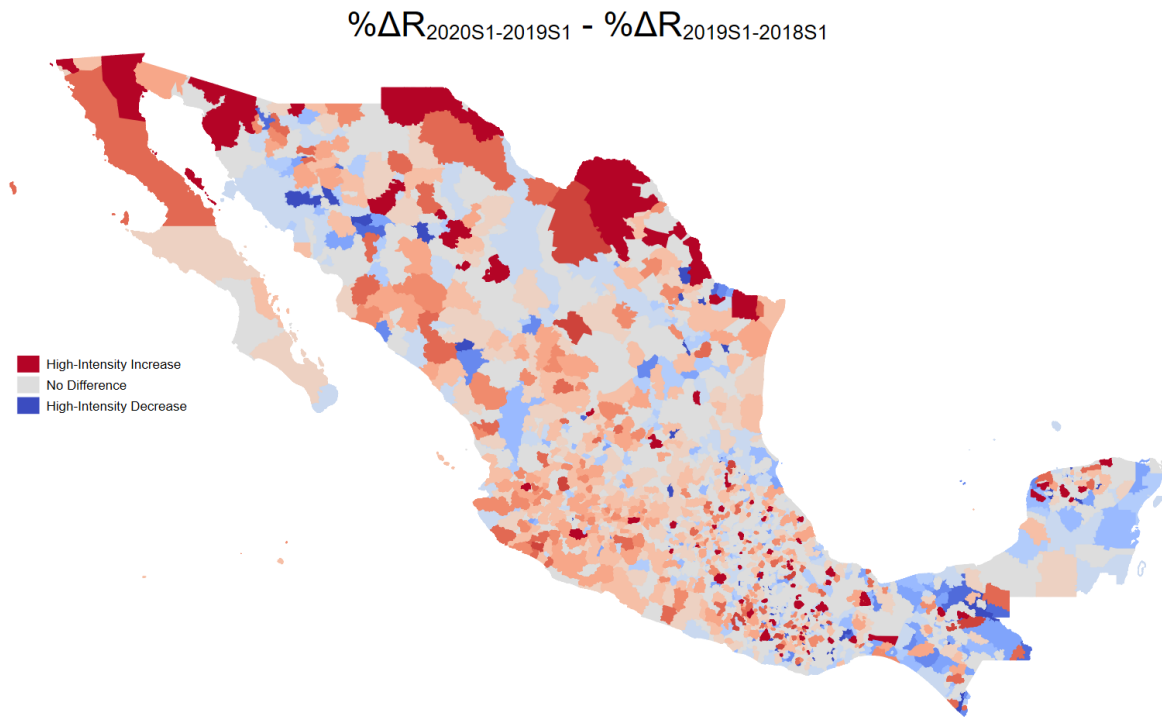 %ΔR2020S1-2019S1 - %ΔR2019S1-2018S1
High-Intensity Increase
No Difference
High-Intensity Decrease